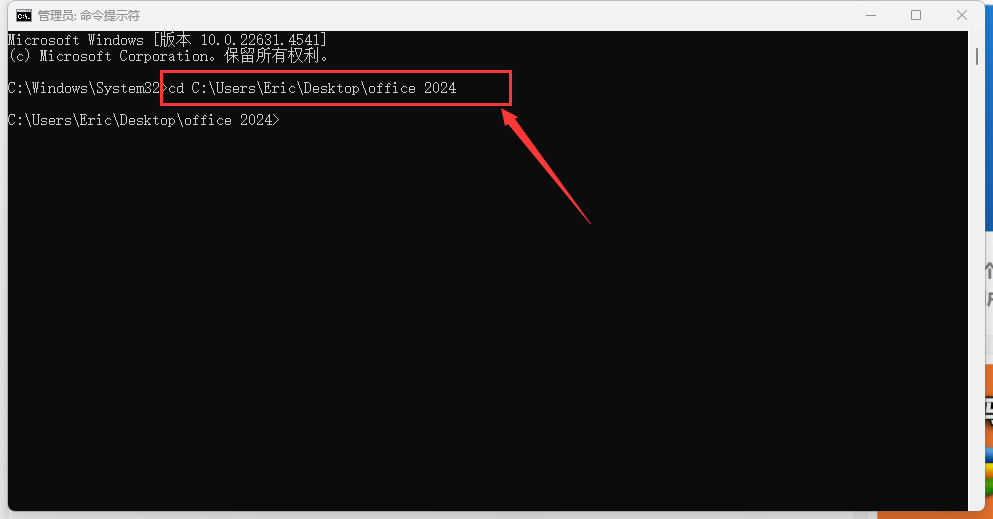 管理员: 命令提示符
Microsoft Windows [版本 10.0.22631.4541]
(c) Microsoft Corporation。保留所有权利。
C:\Windows\System32>cd C:\Users\Eric\Desktop\office 2024
C:\Users\Eric\Desktop\office 2024>